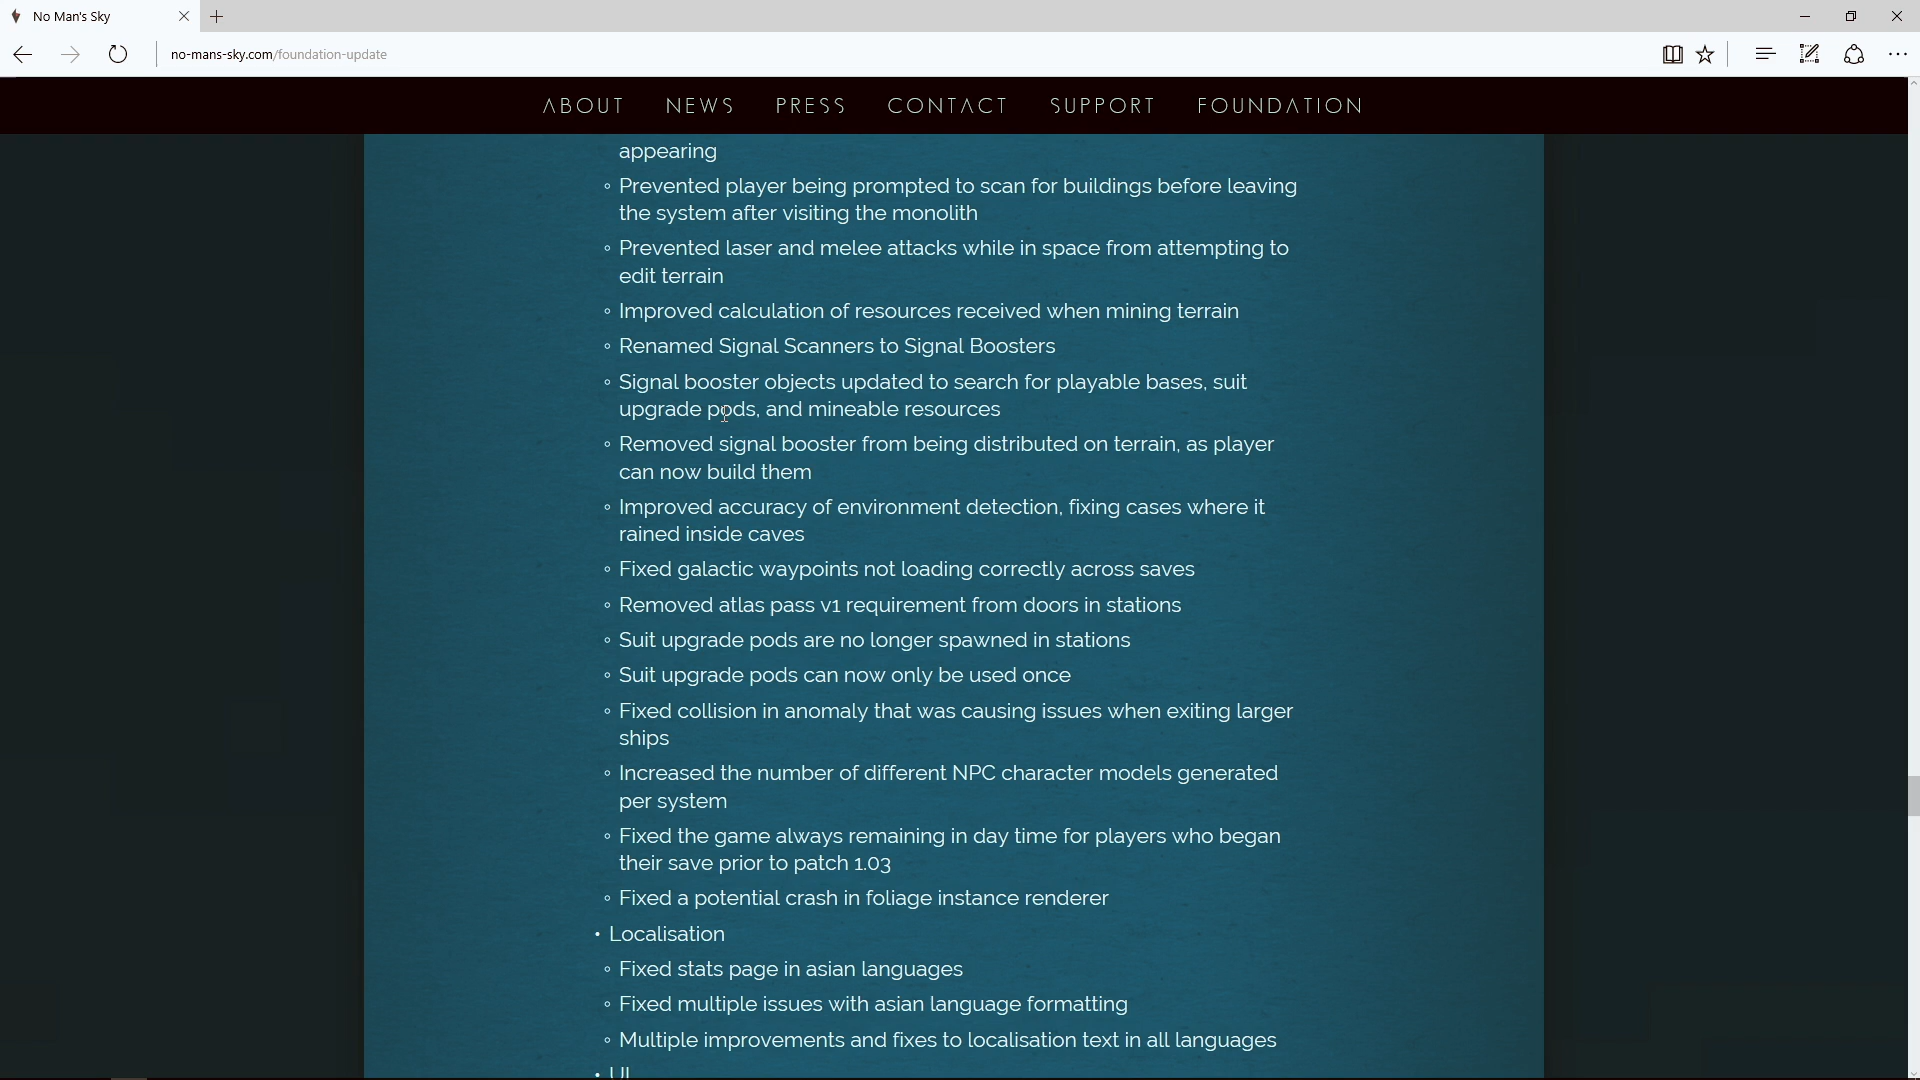 No Man's Sky
no-mans-sky.com/foundation-update
ABOUT NEWS PRESS CONTACT SUPPORT FOUNDATION
appearing
Prevented player being prompted to scan for buildings before leaving
the system after visiting the monolith
Prevented laser and melee attacks while in space from attempting to
edit terrain
Improved calculation of resources received when mining terrain
Renamed Signal Scanners to Signal Boosters
Signal booster objects updated to search for playable bases, suit
upgrade pods, and mineable resources
Removed signal booster from being distributed on terrain, as player
can now build them
Improved accuracy of environment detection, fixing cases where it
rained inside caves
Fixed galactic waypoints not loading correctly across saves
Removed atlas pass v1 requirement from doors in stations
Suit upgrade pods are no longer spawned in stations
Suit upgrade pods can now only be used once
Fixed collision in anomaly that was causing issues when exiting larger
ships
Increased the number of different NPC character models generated
per system
Fixed the game always remaining in day time for players who began
their save prior to patch 1.03
Fixed a potential crash in foliage instance renderer
Localisation
Fixed stats page in asian languages
Fixed multiple issues with asian language formatting
Multiple improvements and fixes to localisation text in all languages
UI